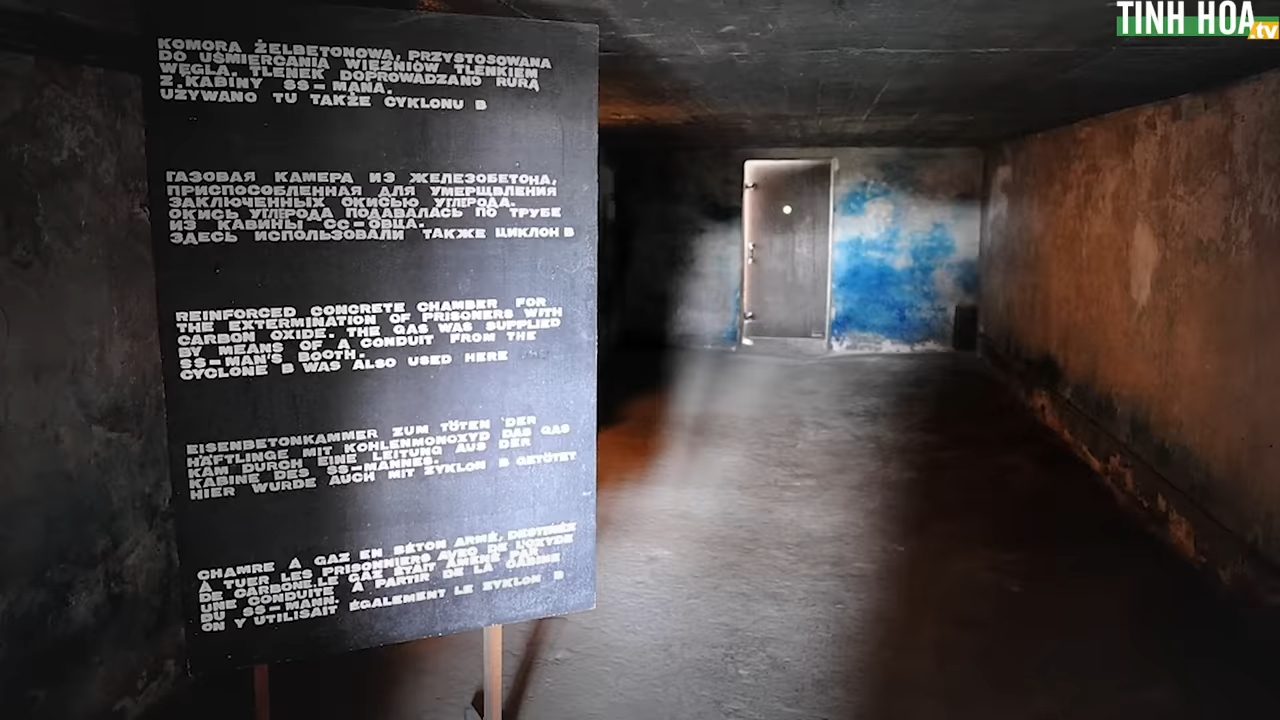 TINH HOA
.tv
KOMORA ŻELBETONOWA, PRZYSTOSOWANA
DO UŚMIERCANIA WIĘŹNIÓW TLENKIEM
WĘGLA. TLENEK DOPROWADZANO RURĄ
Z KABINY SS-MANA.
UŻYWANO TU TAKŻE CYKLONU B
ГАЗОВАЯ КАМЕРА ИЗ ЖЕЛЕЗОБЕТОНА,
ПРИСПОСОБЛЕННАЯ ДЛЯ УМЕРЩВЛЕНИЯ
ЗАКЛЮЧЕННЫХ ОКИСЬЮ УГЛЕРОДА.
ОКИСЬ УГЛЕРОДА ПОДАВАЛАСЬ ПО ТРУБЕ
ИЗ КАБИНЫ СС-ОВЦА.
ЗДЕСЬ ИСПОЛЬЗОВАЛИ ТАКЖЕ ЦИКЛОН В
REINFORCED CONCRETE CHAMBER FOR
THE EXTERMINATION OF PRISONERS WITH
CARBON OXIDE. THE GAS WAS SUPPLIED
BY MEANS OF A CONDUIT FROM THE
SS-MAN'S BOOTH.
CYCLONE B WAS ALSO USED HERE
EISENBETONKAMMER ZUM TÖTEN DER
HÄFTLINGE MIT KOHLENMONOXYD DAS GAS
KAM DURCH EINE LEITUNG AUS DER
KABINE DES SS-MANNES.
HIER WURDE AUCH MIT ZYKLON B GETÖTET
CHAMRE À GAZ EN BÉTON ARMÉ, DESTINÉE
À TUER LES PRISONNIERS AVEC DE L'OXYDE
DE CARBONE. LE GAZ ÉTAIT AMENÉ PAR
UNE CONDUITE À PARTIR DE LA CABINE
DU SS-MANN.
ON Y UTILISAIT ÉGALEMENT LE ZYKLON B